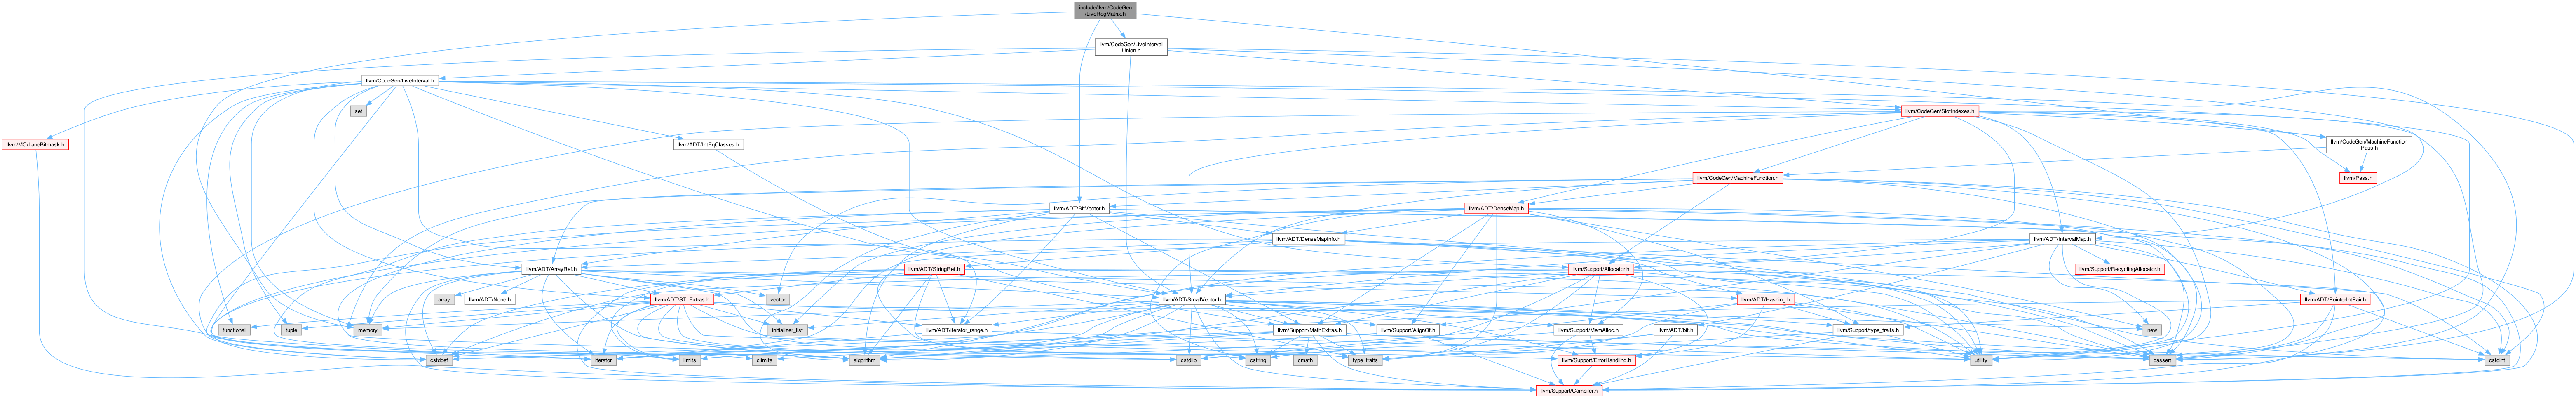 include/llvm/CodeGen
/LiveRegMatrix.h
llvm/CodeGen/LiveInterval
Union.h
llvm/CodeGen/LiveInterval.h
set
llvm/CodeGen/SlotIndexes.h
llvm/MC/LaneBitmask.h
llvm/ADT/IntEqClasses.h
llvm/CodeGen/MachineFunction
Pass.h
llvm/CodeGen/MachineFunction.h
llvm/Pass.h
llvm/ADT/BitVector.h
llvm/ADT/DenseMap.h
llvm/ADT/DenseMapInfo.h
llvm/ADT/IntervalMap.h
llvm/ADT/ArrayRef.h
llvm/ADT/StringRef.h
llvm/Support/Allocator.h
llvm/Support/RecyclingAllocator.h
array
llvm/ADT/None.h
llvm/ADT/STLExtras.h
vector
llvm/ADT/SmallVector.h
llvm/ADT/Hashing.h
llvm/ADT/PointerIntPair.h
functional
tuple
memory
initializer_list
llvm/ADT/iterator_range.h
llvm/Support/MathExtras.h
llvm/Support/AlignOf.h
llvm/Support/MemAlloc.h
llvm/ADT/bit.h
llvm/Support/type_traits.h
new
cstddef
iterator
limits
climits
algorithm
cstdlib
cstring
cmath
type_traits
llvm/Support/ErrorHandling.h
utility
cassert
cstdint
llvm/Support/Compiler.h